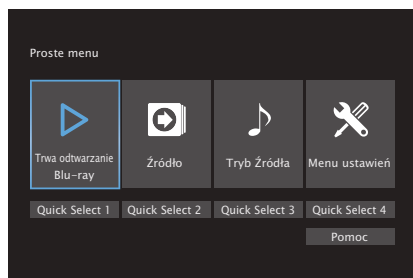 Proste menu
Trwa odtwarzanie
Blu-ray
Źródło
Tryb Źródła
Menu ustawień
Quick Select 1
Quick Select 2
Quick Select 3
Quick Select 4
Pomoc